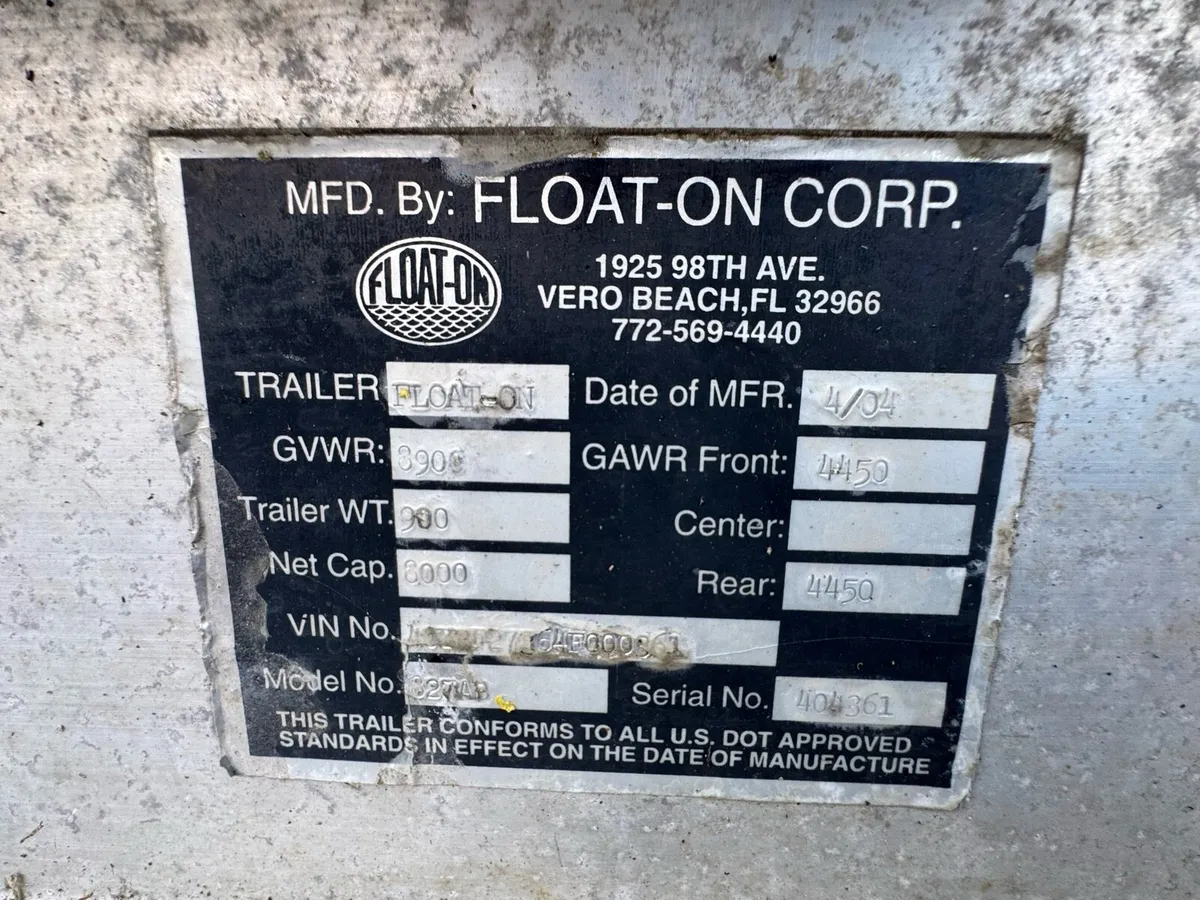 MFD. By: FLOAT-ON CORP.
FLOAT-ON
1925 98TH AVE.
VERO BEACH,FL 32966
772-569-4440
TRAILER FLOAT-ON Date of MFR. 4/04
GVWR: 8900 GAWR Front: 4450
Trailer WT. 900 Center:
Net Cap. 8000 Rear: 4450
VIN No.
Model No. Serial No. 404361
THIS TRAILER CONFORMS TO ALL U.S. DOT APPROVED
STANDARDS IN EFFECT ON THE DATE OF MANUFACTURE